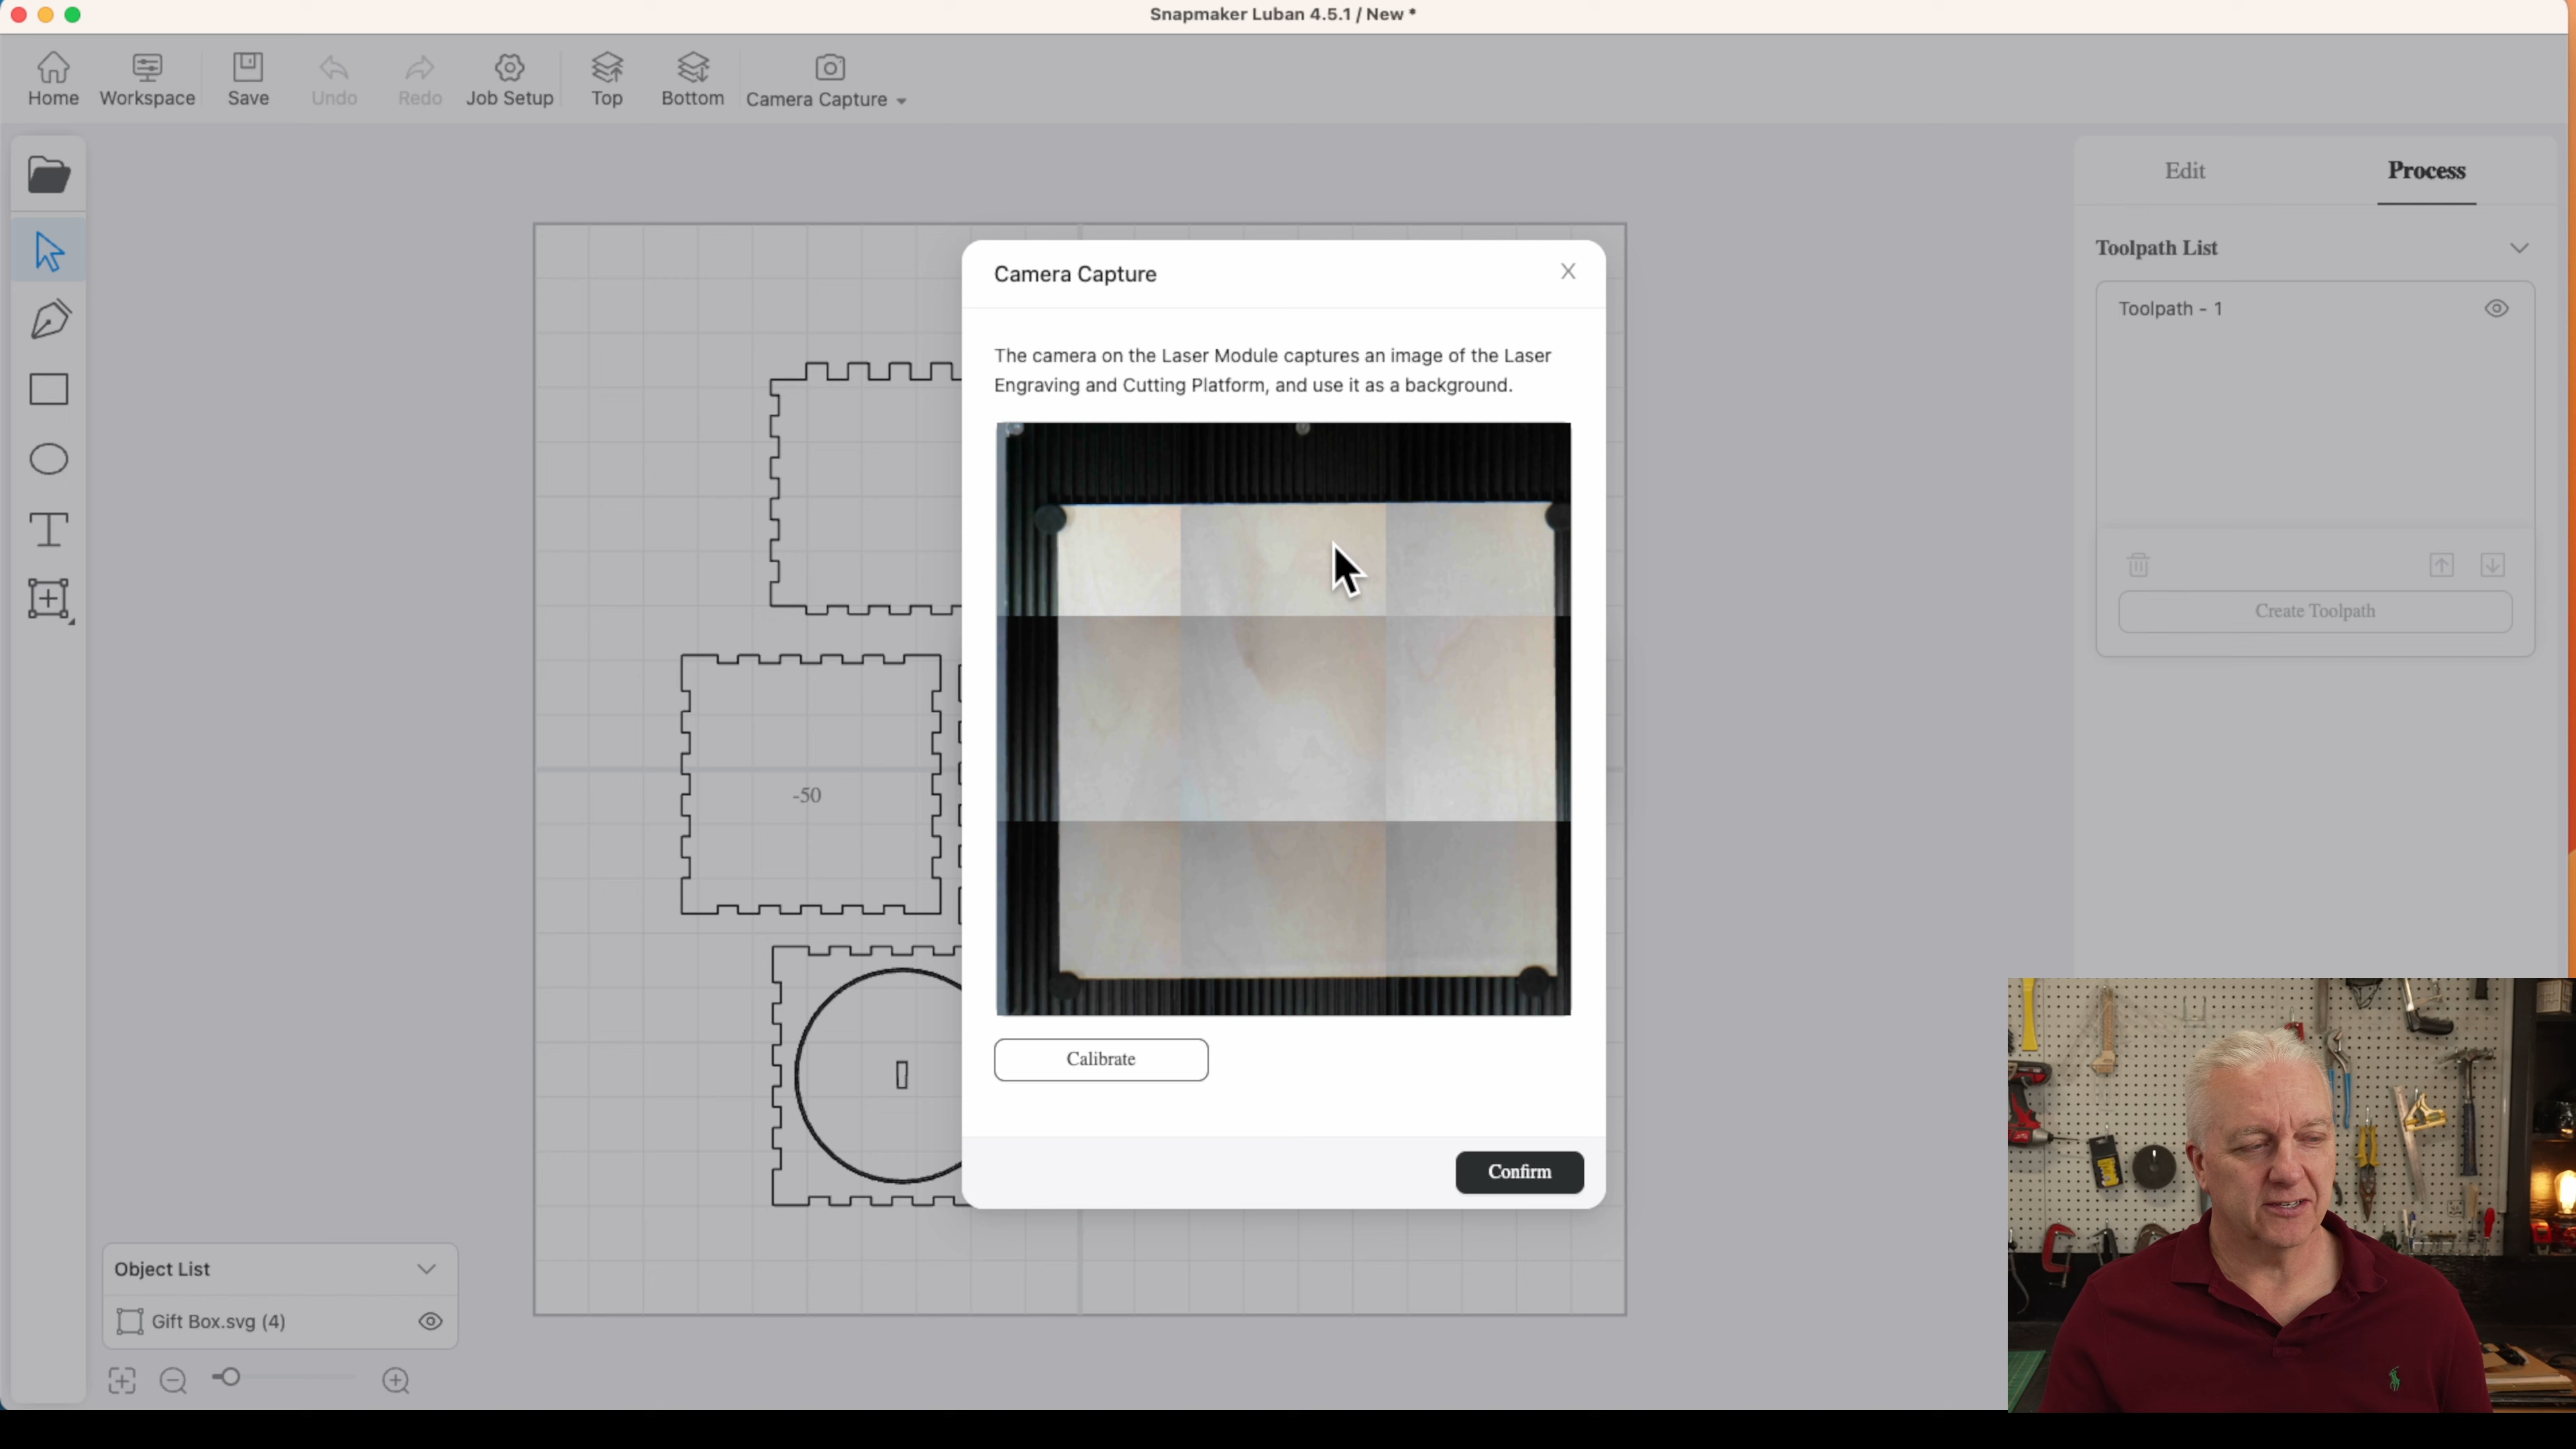 Snapmaker Luban 4.5.1 / New *
Home
Workspace
Save
Undo
Redo
Job Setup
Top
Bottom
Camera Capture
Edit
Process
Toolpath List
Toolpath - 1
Create Toolpath
Camera Capture
X
The camera on the Laser Module captures an image of the Laser
Engraving and Cutting Platform, and use it as a background.
-50
Calibrate
Confirm
Object List
Gift Box.svg (4)